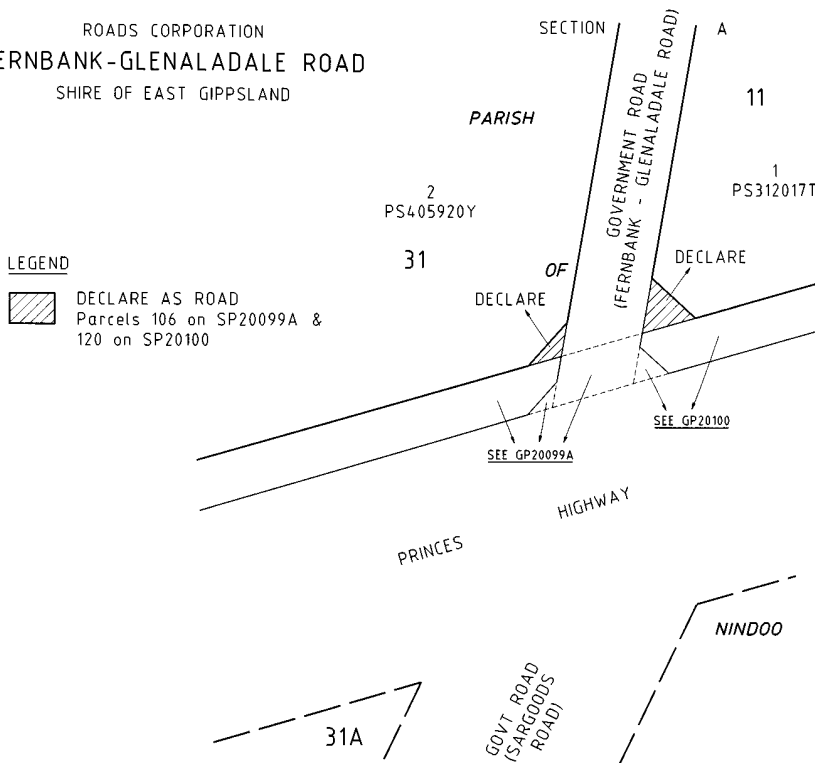 ROADS CORPORATION
ERNBANK-GLENALADALE ROAD
SHIRE OF EAST GIPPSLAND
SECTION A
PARISH
11
2
PS405920Y
1
PS312017T
GOVERNMENT ROAD
(FERNBANK - GLENALADALE ROAD)
31
OF
DECLARE
DECLARE
LEGEND
DECLARE AS ROAD
Parcels 106 on SP20099A &
120 on SP20100
SEE GP20099A
SEE GP20100
PRINCES HIGHWAY
NINDOO
31A
GOVT ROAD
(SARGOODS
ROAD)